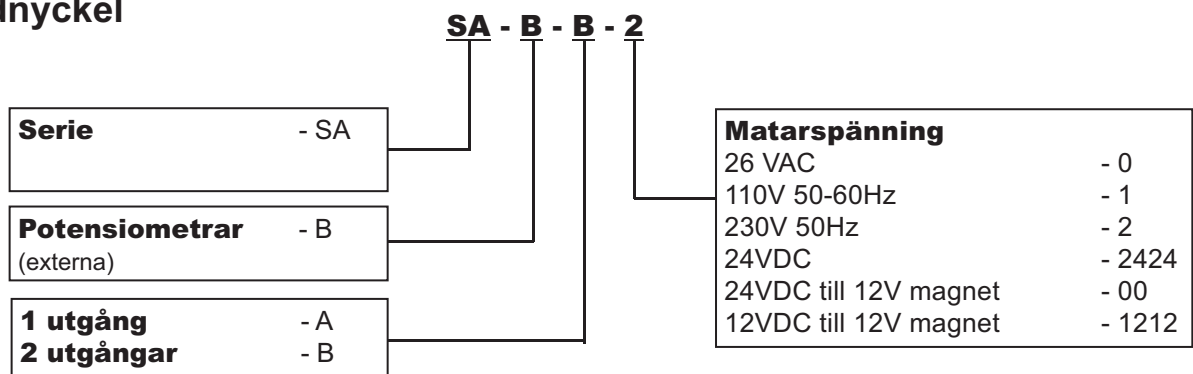 SA - B - B - 2
Serie - SA
Potensiometrar - B
(externa)
1 utgång - A
2 utgångar - B
Matarspänning
26 VAC - 0
110V 50-60Hz - 1
230V 50Hz - 2
24VDC - 2424
24VDC till 12V magnet - 00
12VDC till 12V magnet - 1212